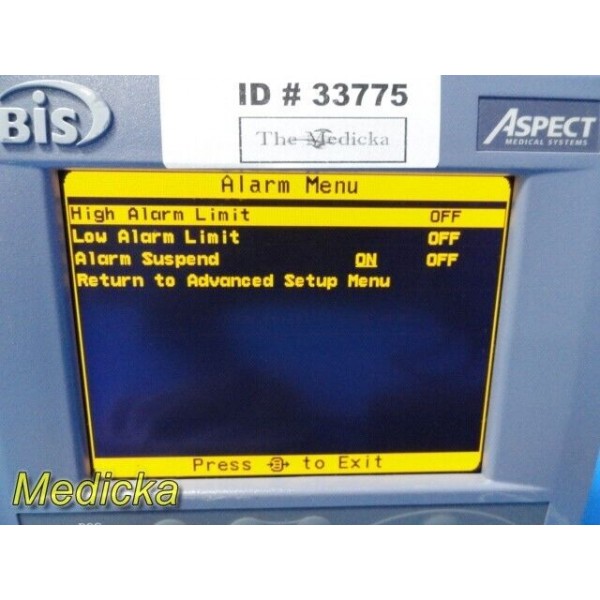 ID # 33775
BIS
The Medicka
ASPECT
MEDICAL SYSTEMS
Alarm Menu
High Alarm Limit OFF
Low Alarm Limit OFF
Alarm Suspend ON OFF
Return to Advanced Setup Menu
Press to Exit
Medicka